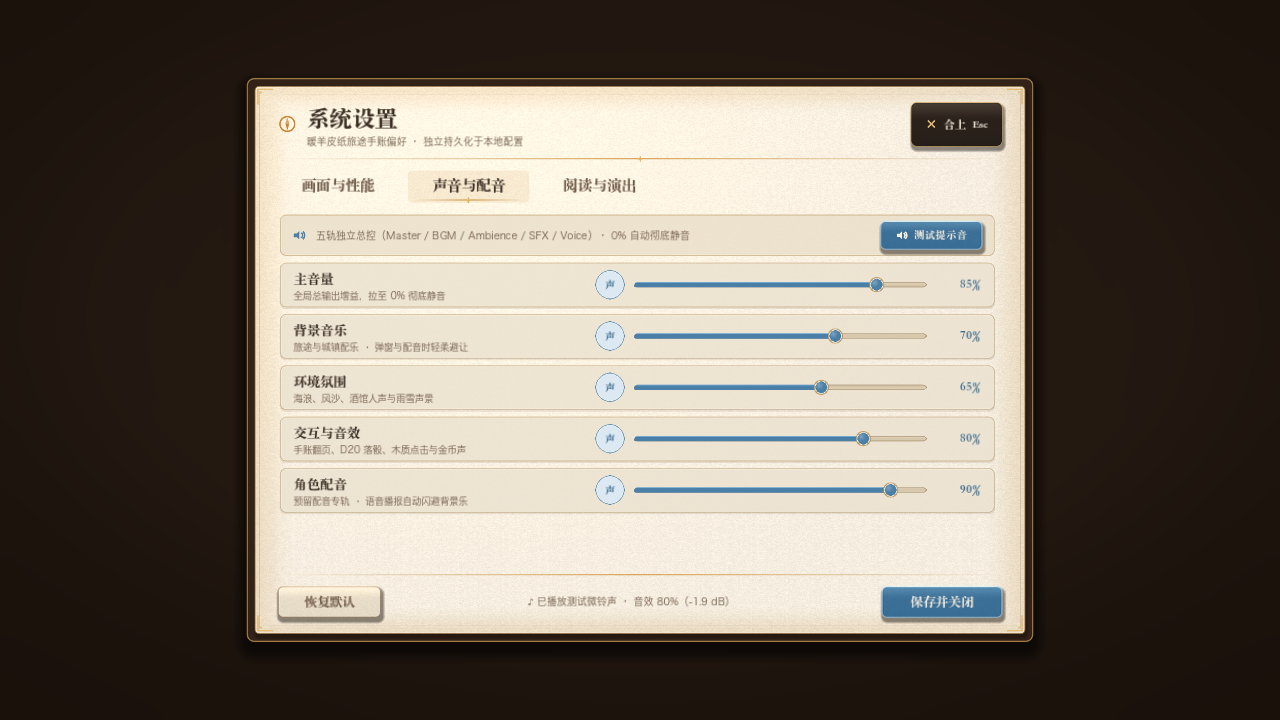 系统设置
暖羊皮纸旅途手账偏好 · 独立持久化于本地配置
合上 Esc
画面与性能
声音与配音
阅读与演出
五轨独立总控（Master / BGM / Ambience / SFX / Voice） · 0% 自动彻底静音
测试提示音
主音量
全局总输出增益，拉至 0% 彻底静音
声
85%
背景音乐
旅途与城镇配乐 · 弹窗与配音时轻柔避让
声
70%
环境氛围
海浪、风沙、酒馆人声与雨雪声景
声
65%
交互与音效
手账翻页、D20 落骰、木质点击与金币声
声
80%
角色配音
预留配音专轨 · 语音播报自动闪避背景乐
声
90%
恢复默认
♪ 已播放测试微铃声 · 音效 80%（-1.9 dB）
保存并关闭